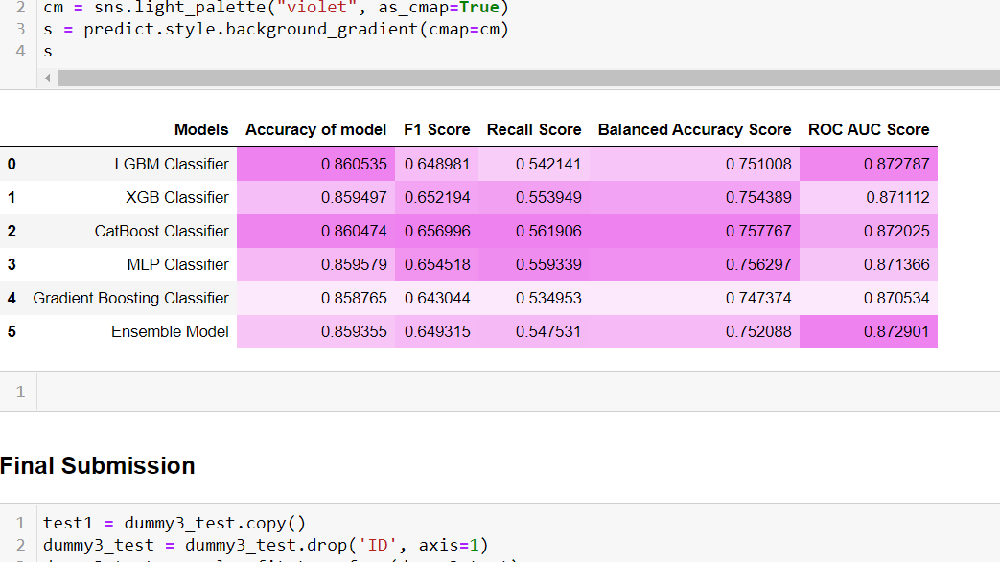 2 cm = sns.light_palette("violet", as_cmap=True)
3 s = predict.style.background_gradient(cmap=cm)
4 s
Models Accuracy of model F1 Score Recall Score Balanced Accuracy Score ROC AUC Score
0 LGBM Classifier 0.860535 0.648981 0.542141 0.751008 0.872787
1 XGB Classifier 0.859497 0.652194 0.553949 0.754389 0.871112
2 CatBoost Classifier 0.860474 0.656996 0.561906 0.757767 0.872025
3 MLP Classifier 0.859579 0.654518 0.559339 0.756297 0.871366
4 Gradient Boosting Classifier 0.858765 0.643044 0.534953 0.747374 0.870534
5 Ensemble Model 0.859355 0.649315 0.547531 0.752088 0.872901
1
Final Submission
1 test1 = dummy3_test.copy()
2 dummy3_test = dummy3_test.drop('ID', axis=1)